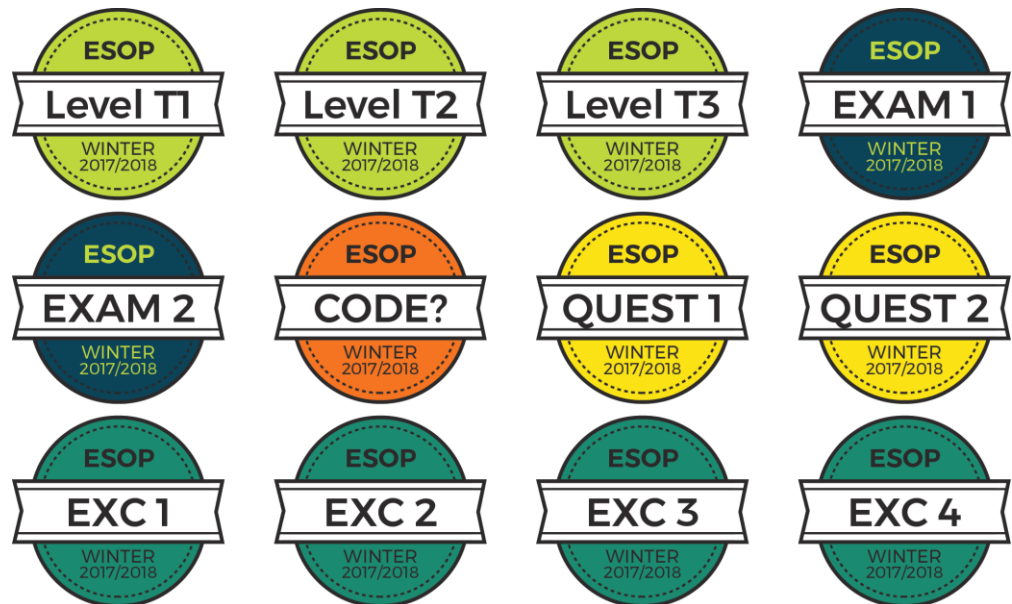 ESOP
Level T1
WINTER
2017/2018
ESOP
Level T2
WINTER
2017/2018
ESOP
Level T3
WINTER
2017/2018
ESOP
EXAM 1
WINTER
2017/2018
ESOP
EXAM 2
WINTER
2017/2018
ESOP
CODE?
WINTER
2017/2018
ESOP
QUEST 1
WINTER
2017/2018
ESOP
QUEST 2
WINTER
2017/2018
ESOP
EXC 1
WINTER
2017/2018
ESOP
EXC 2
WINTER
2017/2018
ESOP
EXC 3
WINTER
2017/2018
ESOP
EXC 4
WINTER
2017/2018